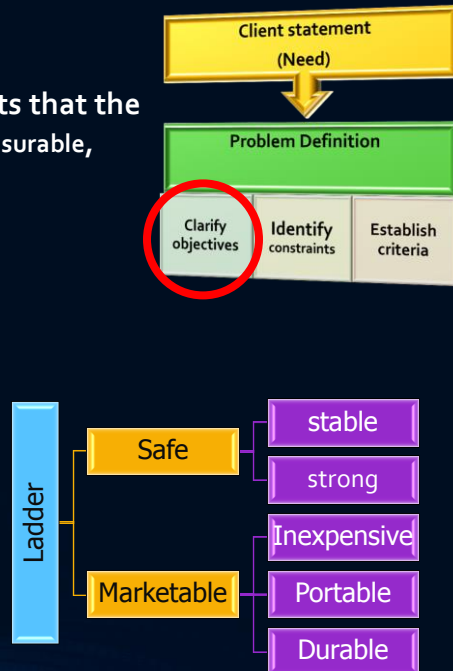 Client statement
(Need)
ts that the
surable,
Problem Definition
Clarify
objectives
Identify
constraints
Establish
criteria
Ladder
Safe
stable
strong
Marketable
Inexpensive
Portable
Durable